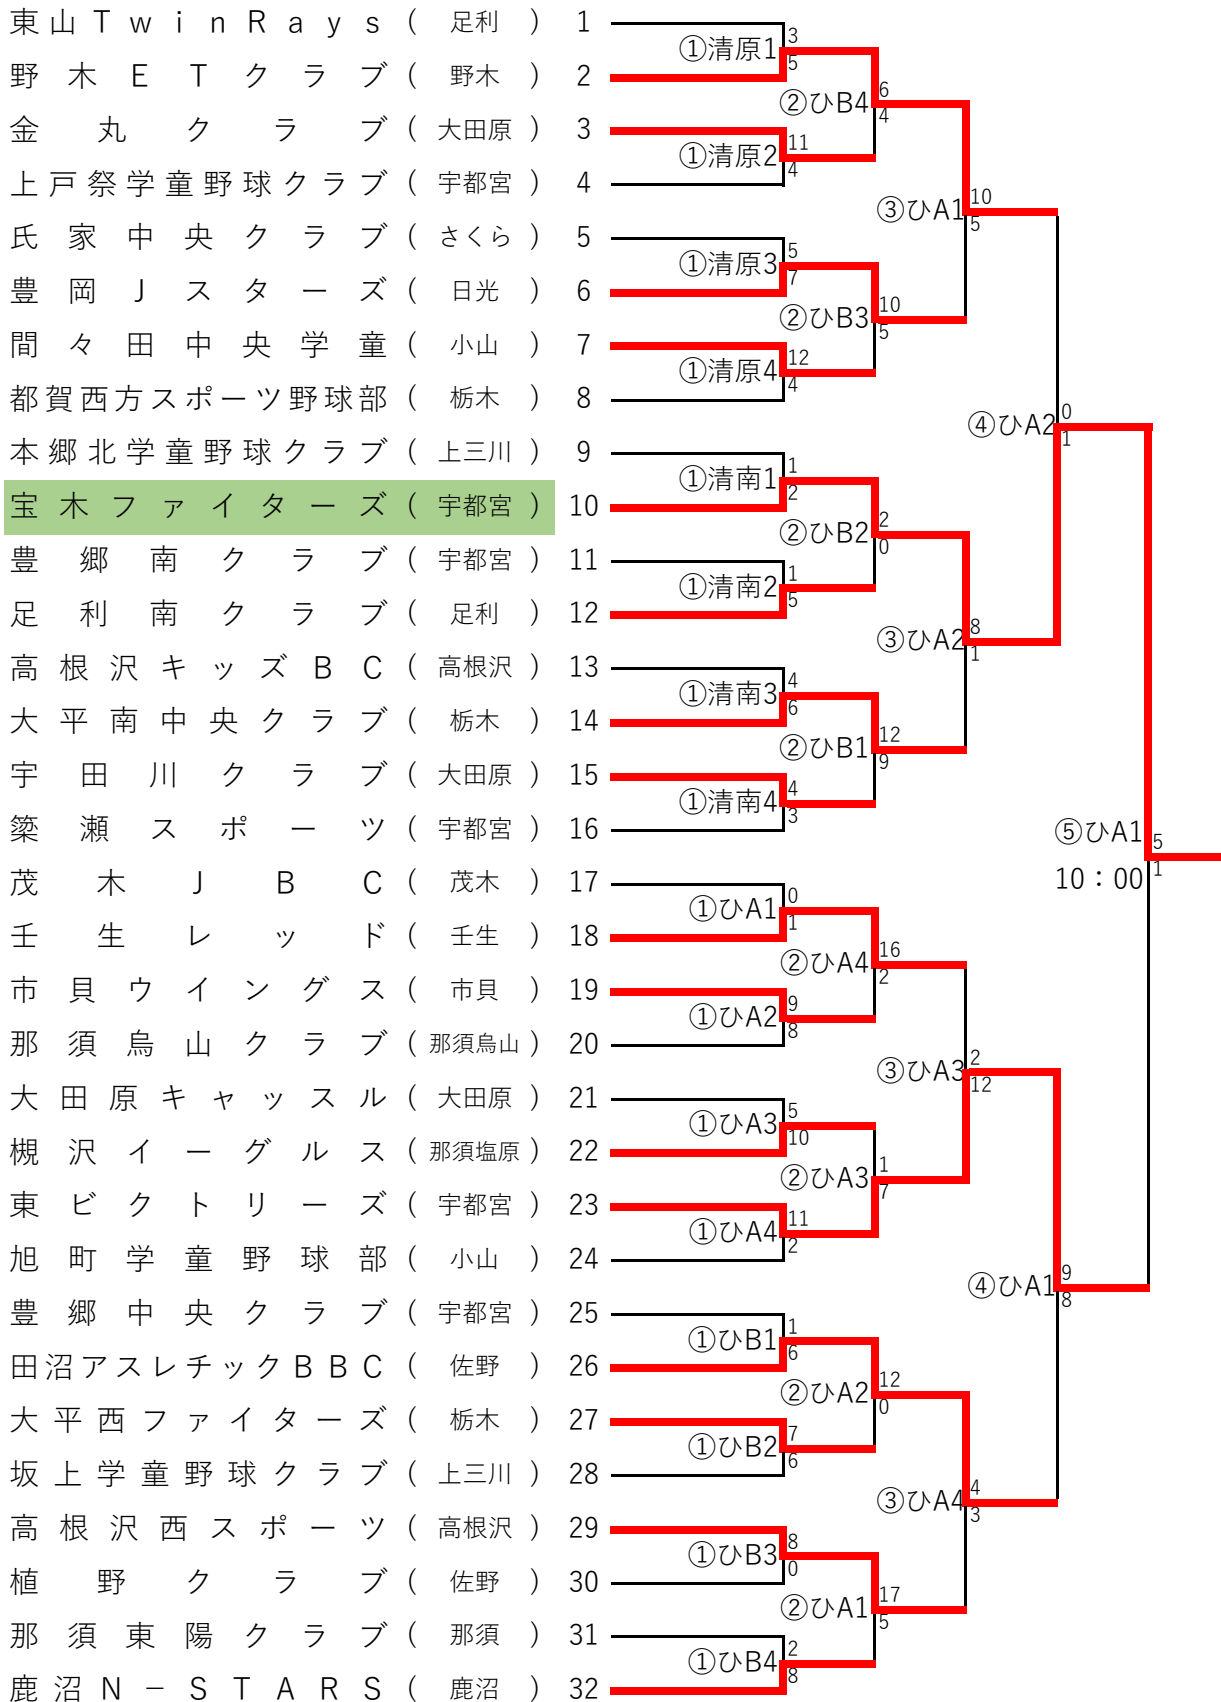 東山TwinRays ( 足利 ) 1
野木ETクラブ ( 野木 ) 2
金丸クラブ ( 大田原 ) 3
上戸祭学童野球クラブ ( 宇都宮 ) 4
氏家中央クラブ ( さくら ) 5
豊岡Jスターズ ( 日光 ) 6
間々田中央学童 ( 小山 ) 7
都賀西方スポーツ野球部 ( 栃木 ) 8
本郷北学童野球クラブ ( 上三川 ) 9
宝木ファイターズ ( 宇都宮 ) 10
豊郷南クラブ ( 宇都宮 ) 11
足利南クラブ ( 足利 ) 12
高根沢キッズBC ( 高根沢 ) 13
大平南中央クラブ ( 栃木 ) 14
宇田川クラブ ( 大田原 ) 15
簗瀬スポーツ ( 宇都宮 ) 16
茂木JBC ( 茂木 ) 17
壬生レッド ( 壬生 ) 18
市貝ウイングス ( 市貝 ) 19
那須烏山クラブ ( 那須烏山 ) 20
大田原キャッスル ( 大田原 ) 21
槻沢イーグルス ( 那須塩原 ) 22
東ビクトリーズ ( 宇都宮 ) 23
旭町学童野球部 ( 小山 ) 24
豊郷中央クラブ ( 宇都宮 ) 25
田沼アスレチックBBC ( 佐野 ) 26
大平西ファイターズ ( 栃木 ) 27
坂上学童野球クラブ ( 上三川 ) 28
高根沢西スポーツ ( 高根沢 ) 29
植野クラブ ( 佐野 ) 30
那須東陽クラブ ( 那須 ) 31
鹿沼N－STARS ( 鹿沼 ) 32
①清原1 3 5
①清原2 11 4
①清原3 5 7
①清原4 12 4
①清南1 1 2
①清南2 1 5
①清南3 4 6
①清南4 4 3
①ひA1 0 1
①ひA2 9 8
①ひA3 5 10
①ひA4 11 2
①ひB1 1 6
①ひB2 7 6
①ひB3 8 0
①ひB4 2 8
②ひB4 6 4
②ひB3 10 5
②ひB2 2 0
②ひB1 12 9
②ひA4 16 2
②ひA3 1 7
②ひA2 12 0
②ひA1 17 5
③ひA1 10 5
③ひA2 8 1
③ひA3 2 12
③ひA4 4 3
④ひA2 0 1
④ひA1 9 8
⑤ひA1 5 1
10：00